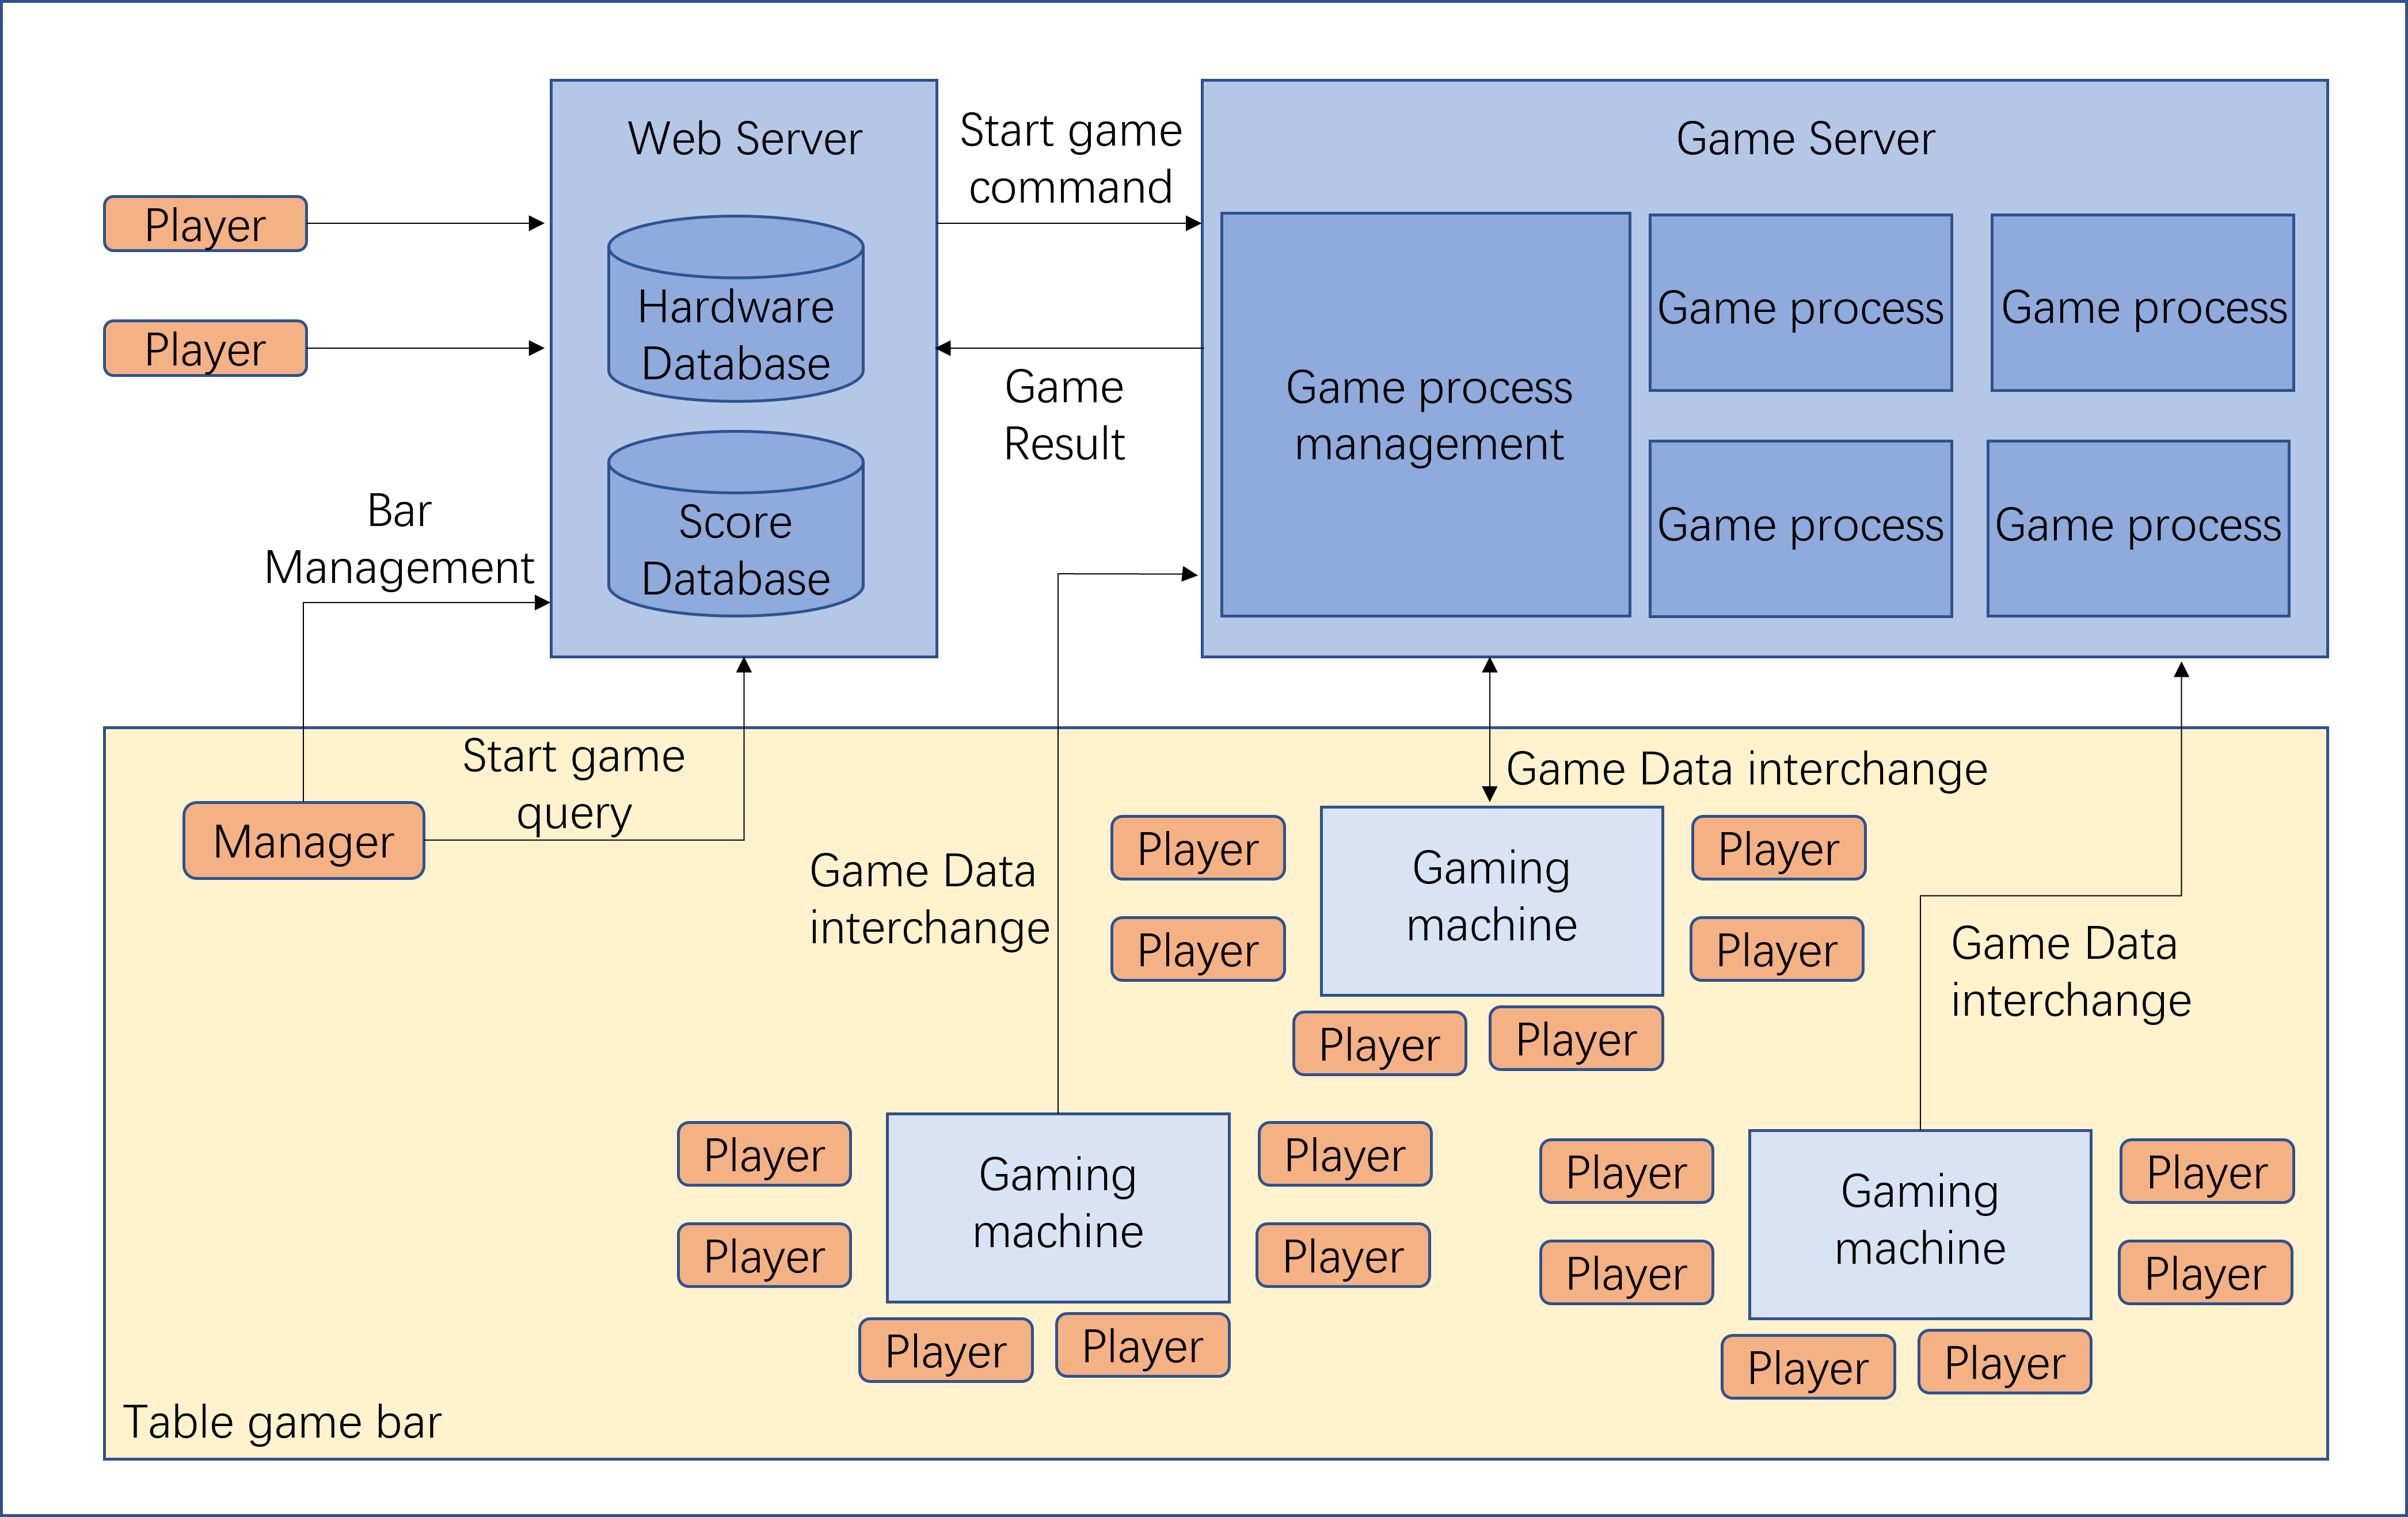 Web Server
Start game
command
Game Server
Player
Player
Hardware
Database
Game
Result
Score
Database
Game process
management
Game process
Game process
Game process
Game process
Bar
Management
Start game
query
Manager
Game Data
interchange
Game Data interchange
Player
Player
Gaming
machine
Player
Player
Player
Player
Game Data
interchange
Player
Player
Gaming
machine
Player
Player
Player
Player
Player
Player
Gaming
machine
Player
Player
Player
Player
Table game bar